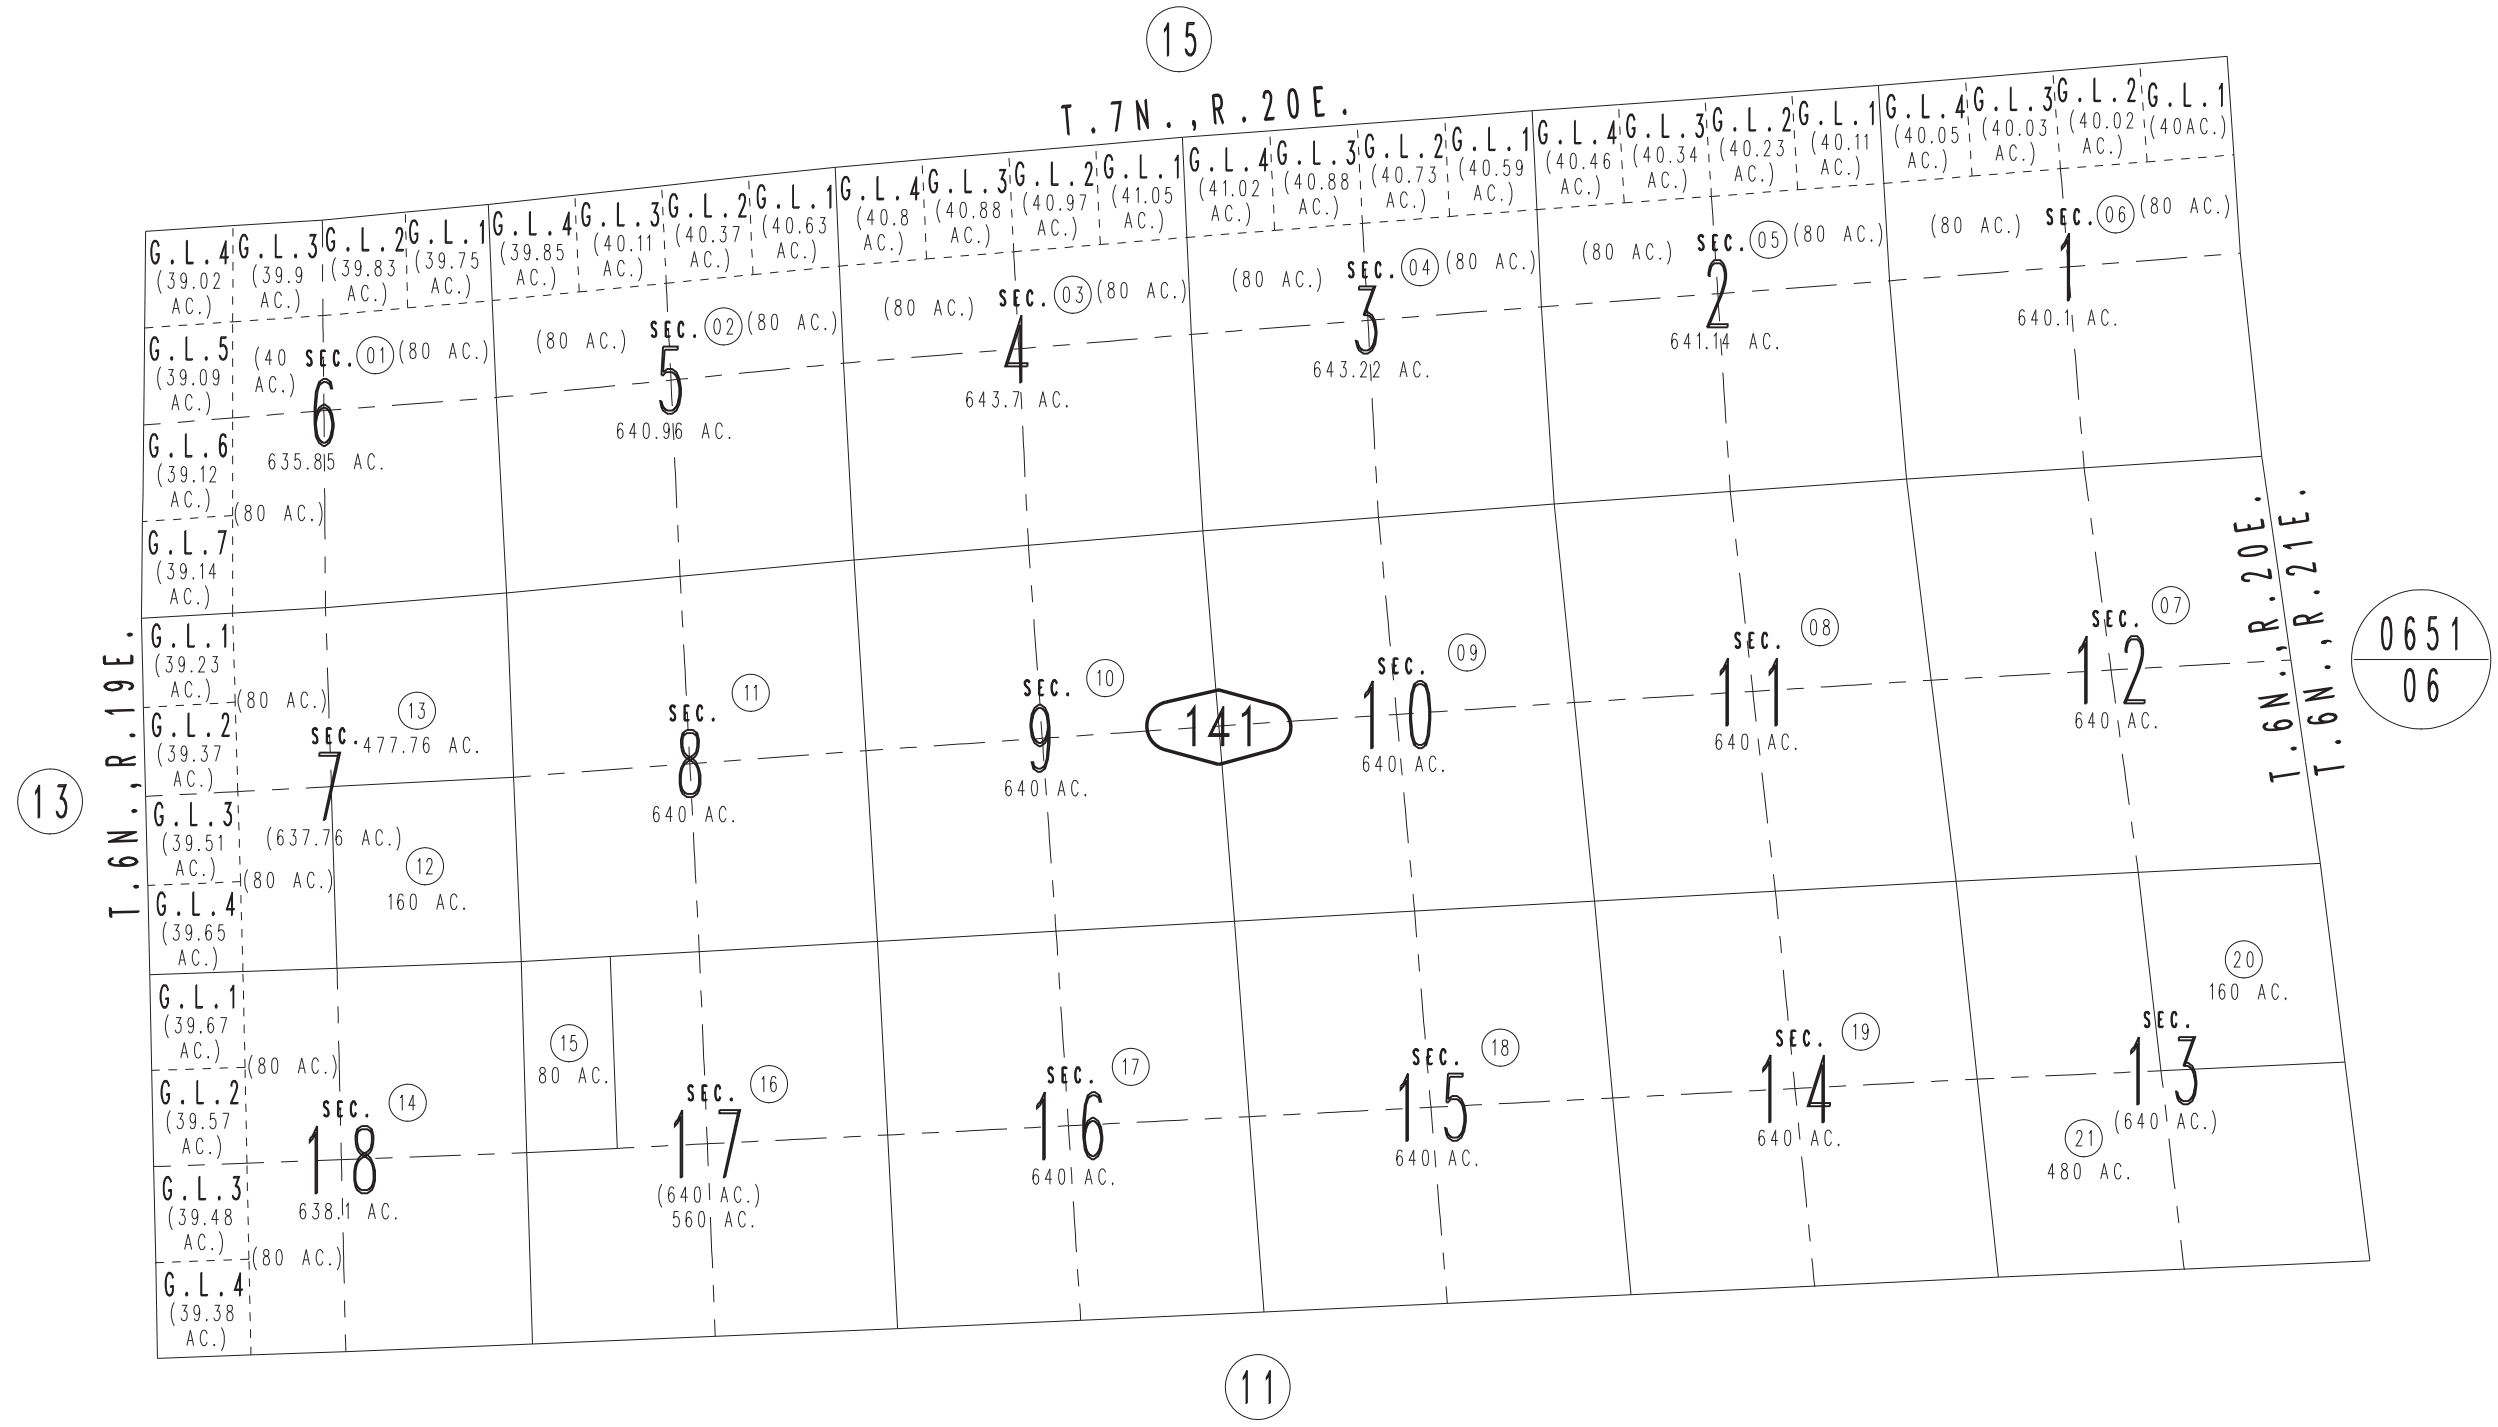 15
T.7N.,R.20E.
G.L.4
(39.02
AC.)
G.L.3
(39.9
AC.)
G.L.2
(39.83
AC.)
G.L.1
(39.75
AC.)
G.L.4
(39.85
AC.)
G.L.3
(40.11
AC.)
G.L.2
(40.37
AC.)
G.L.1
(40.63
AC.)
G.L.4
(40.8
AC.)
G.L.3
(40.88
AC.)
G.L.2
(40.97
AC.)
G.L.1
(41.05
AC.)
G.L.4
(41.02
AC.)
G.L.3
(40.88
AC.)
G.L.2
(40.73
AC.)
G.L.1
(40.59
AC.)
G.L.4
(40.46
AC.)
G.L.3
(40.34
AC.)
G.L.2
(40.23
AC.)
G.L.1
(40.11
AC.)
G.L.4
(40.05
AC.)
G.L.3
(40.03
AC.)
G.L.2
(40.02
AC.)
G.L.1
(40AC.)
G.L.5
(39.09
AC.)
(40
AC.)
SEC.
01
(80 AC.)
6
635.85 AC.
G.L.6
(39.12
AC.)
(80 AC.)
G.L.7
(39.14
AC.)
(80 AC.)
SEC.
02
(80 AC.)
5
640.96 AC.
(80 AC.)
SEC.
03
(80 AC.)
4
643.7 AC.
(80 AC.)
SEC.
04
(80 AC.)
3
643.22 AC.
(80 AC.)
SEC.
05
(80 AC.)
2
641.14 AC.
(80 AC.)
SEC.
06
(80 AC.)
1
640.1 AC.
T.6N.,R.19E.
13
G.L.1
(39.23
AC.)
(80 AC.)
G.L.2
(39.37
AC.)
13
SEC.
477.76 AC.
7
G.L.3
(39.51
AC.)
(637.76 AC.)
(80 AC.)
12
160 AC.
G.L.4
(39.65
AC.)
11
SEC.
8
640 AC.
10
SEC.
9
640 AC.
141
09
SEC.
10
640 AC.
08
SEC.
11
640 AC.
07
SEC.
12
640 AC.
T.6N.,R.20E.
T.6N.,R.21E.
0651
06
G.L.1
(39.67
AC.)
(80 AC.)
G.L.2
(39.57
AC.)
14
SEC.
18
638.1 AC.
G.L.3
(39.48
AC.)
(80 AC.)
G.L.4
(39.38
AC.)
15
80 AC.
16
SEC.
17
(640 AC.)
560 AC.
17
SEC.
16
640 AC.
18
SEC.
15
640 AC.
19
SEC.
14
640 AC.
20
160 AC.
SEC.
13
(640 AC.)
21
480 AC.
11